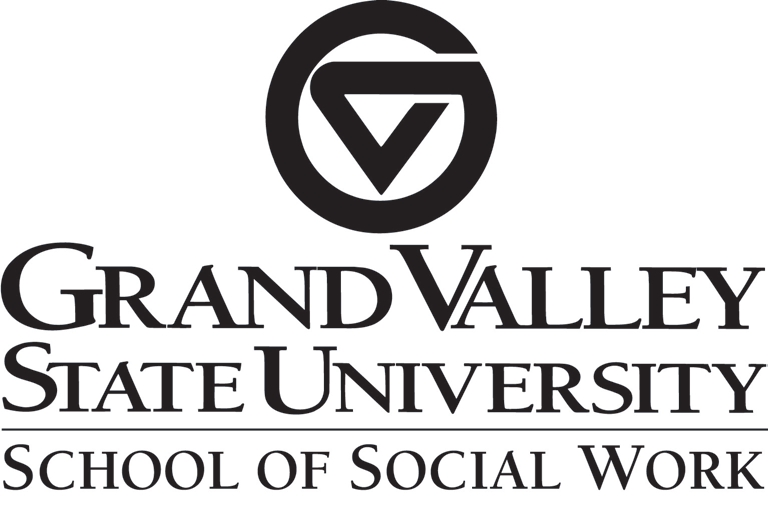 GRAND VALLEY
STATE UNIVERSITY
SCHOOL OF SOCIAL WORK